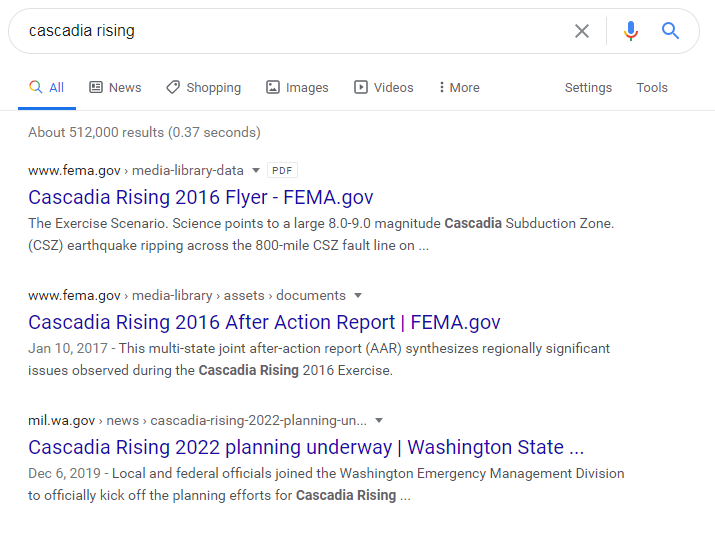 cascadia rising
All News Shopping Images Videos More Settings Tools
About 512,000 results (0.37 seconds)
www.fema.gov › media-library-data PDF
Cascadia Rising 2016 Flyer - FEMA.gov
The Exercise Scenario. Science points to a large 8.0-9.0 magnitude Cascadia Subduction Zone.
(CSZ) earthquake ripping across the 800-mile CSZ fault line on ...
www.fema.gov › media-library › assets › documents
Cascadia Rising 2016 After Action Report | FEMA.gov
Jan 10, 2017 - This multi-state joint after-action report (AAR) synthesizes regionally significant
issues observed during the Cascadia Rising 2016 Exercise.
mil.wa.gov › news › cascadia-rising-2022-planning-un...
Cascadia Rising 2022 planning underway | Washington State ...
Dec 6, 2019 - Local and federal officials joined the Washington Emergency Management Division
to officially kick off the planning efforts for Cascadia Rising ...